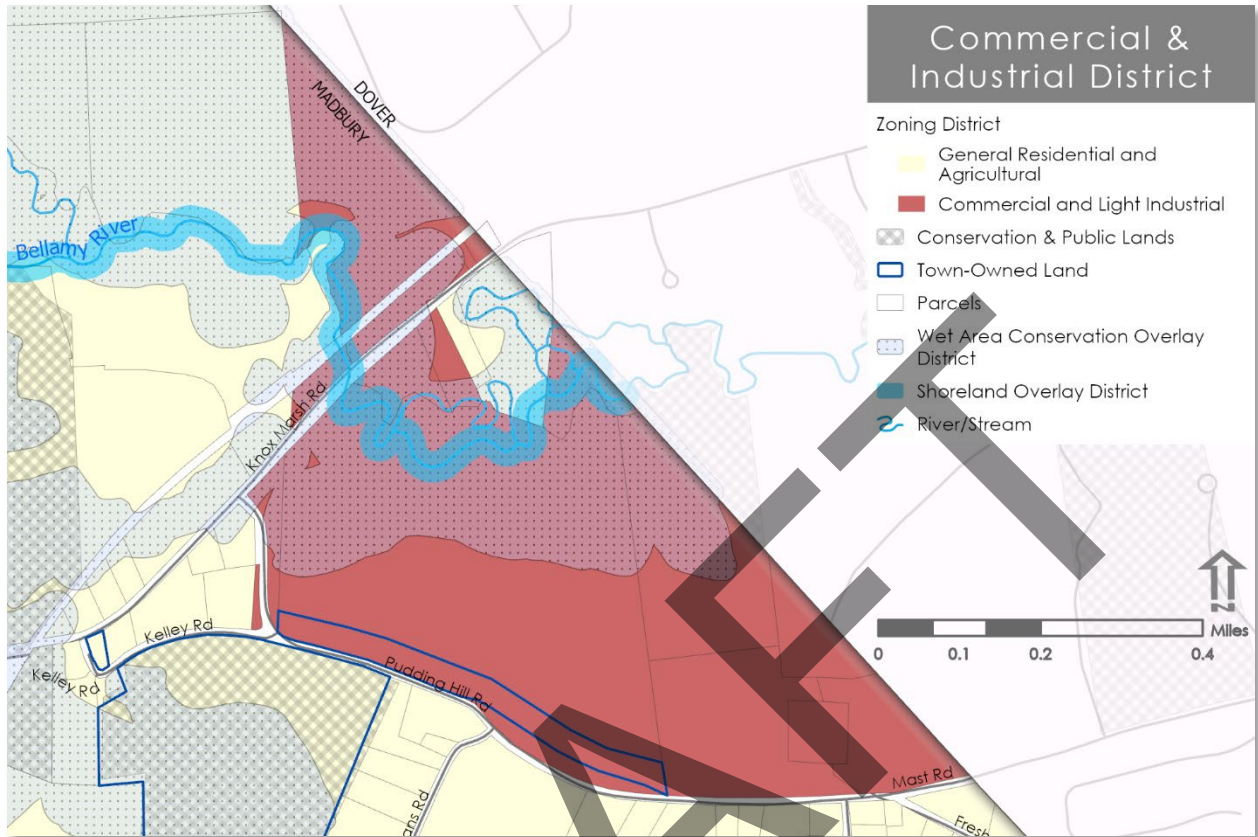 Commercial &
Industrial District
Zoning District
General Residential and
Agricultural
Commercial and Light Industrial
Conservation & Public Lands
Town-Owned Land
Parcels
Wet Area Conservation Overlay
District
Shoreland Overlay District
River/Stream
N
Miles
0 0.1 0.2 0.4
DOVER
MADBURY
Bellamy River
Knox Marsh Rd
Kelley Rd
Kelley Rd
Pudding Hill Rd
Mast Rd